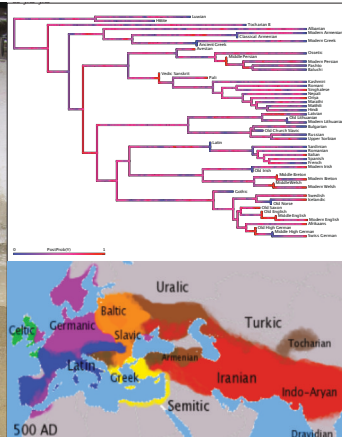 Luvian
Hittite
Tocharian B
Albanian
Modern Armenian
Classical Armenian
Modern Greek
Ancient Greek
Avestan
Ossetic
Middle Persian
Modern Persian
Pashto
Baluchi
Vedic Sanskrit
Pali
Kashmiri
Romani
Singhalese
Nepali
Oriya
Marathi
Hindi
Latvian
Old Lithuanian
Modern Lithuanian
Bulgarian
Old Church Slavic
Russian
Upper Sorbian
Latin
Sardinian
Romanian
Italian
Spanish
French
Modern Irish
Old Irish
Middle Breton
Modern Breton
Middle Welsh
Modern Welsh
Gothic
Swedish
Icelandic
Old Norse
Old Saxon
Old English
Middle English
Modern English
Afrikaans
Old High German
Middle High German
Swiss German
0 PostProb(Y) 1
Uralic
Baltic
Germanic
Turkic
Celtic
Slavic
Tocharian
Latin
Armenian
Greek
Iranian
Indo-Aryan
Semitic
500 AD
Dravidian